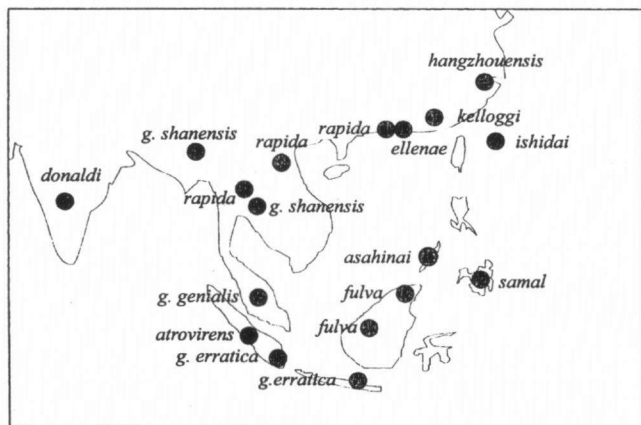 hangzhouensis
kelloggi
rapida
ellenae
ishidai
g. shanensis
rapida
donaldi
rapida
g. shanensis
asahinai
samal
g. genialis
fulva
atrovirens
fulva
g. erratica
g.erratica